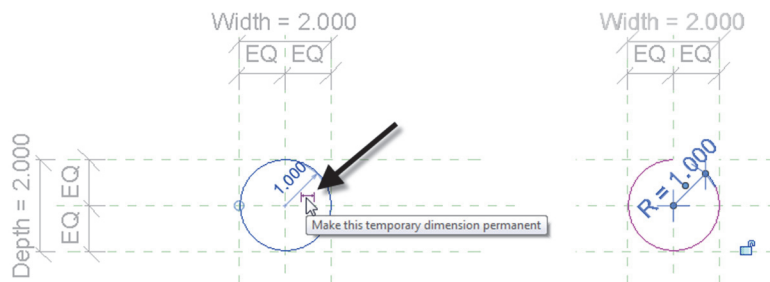 Width = 2.000
EQ EQ
Depth = 2.000
EQ EQ
1.000
Make this temporary dimension permanent
Width = 2.000
EQ EQ
R = 1.000